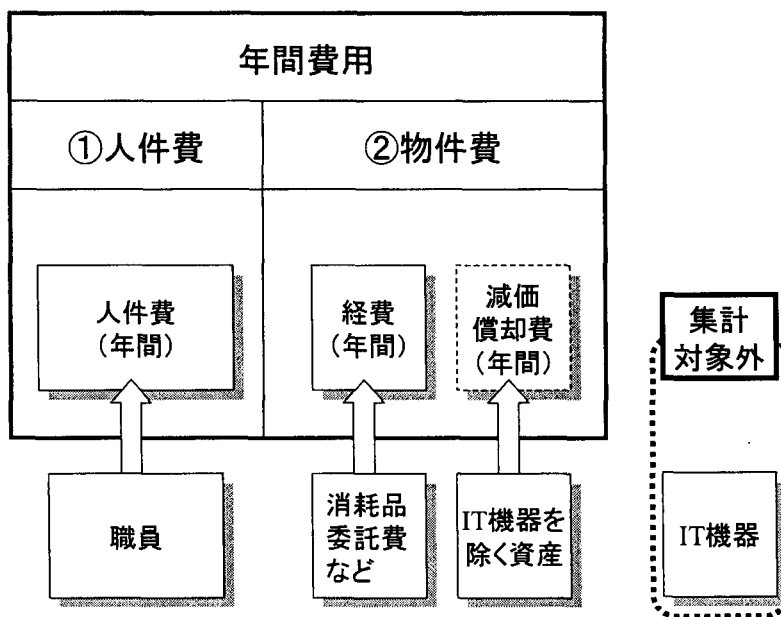 年間費用
①人件費
②物件費
人件費
(年間)
経費
(年間)
減価
償却費
(年間)
集計
対象外
職員
消耗品
委託費
など
IT機器を
除く資産
IT機器